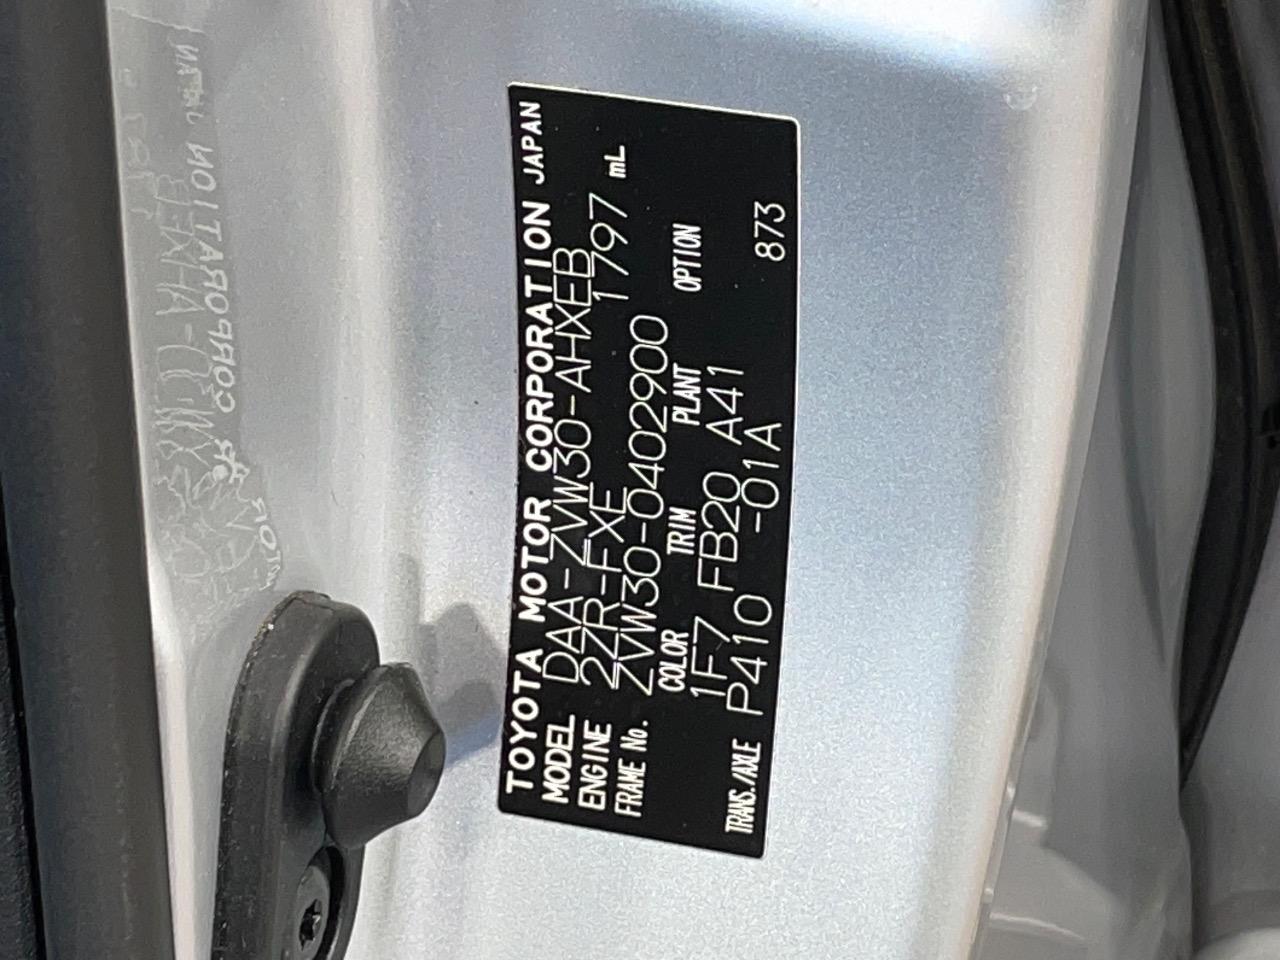 TOYOTA MOTOR CORPORATION JAPAN
MODEL DAA-ZVW30-AHXEB
ENGINE 2ZR-FXE 1797 mL
FRAME No. ZVW30-0402900
COLOR TRIM PLANT OPTION
1F7 FB20 A41
TRANS./AXLE P410 -01A 873